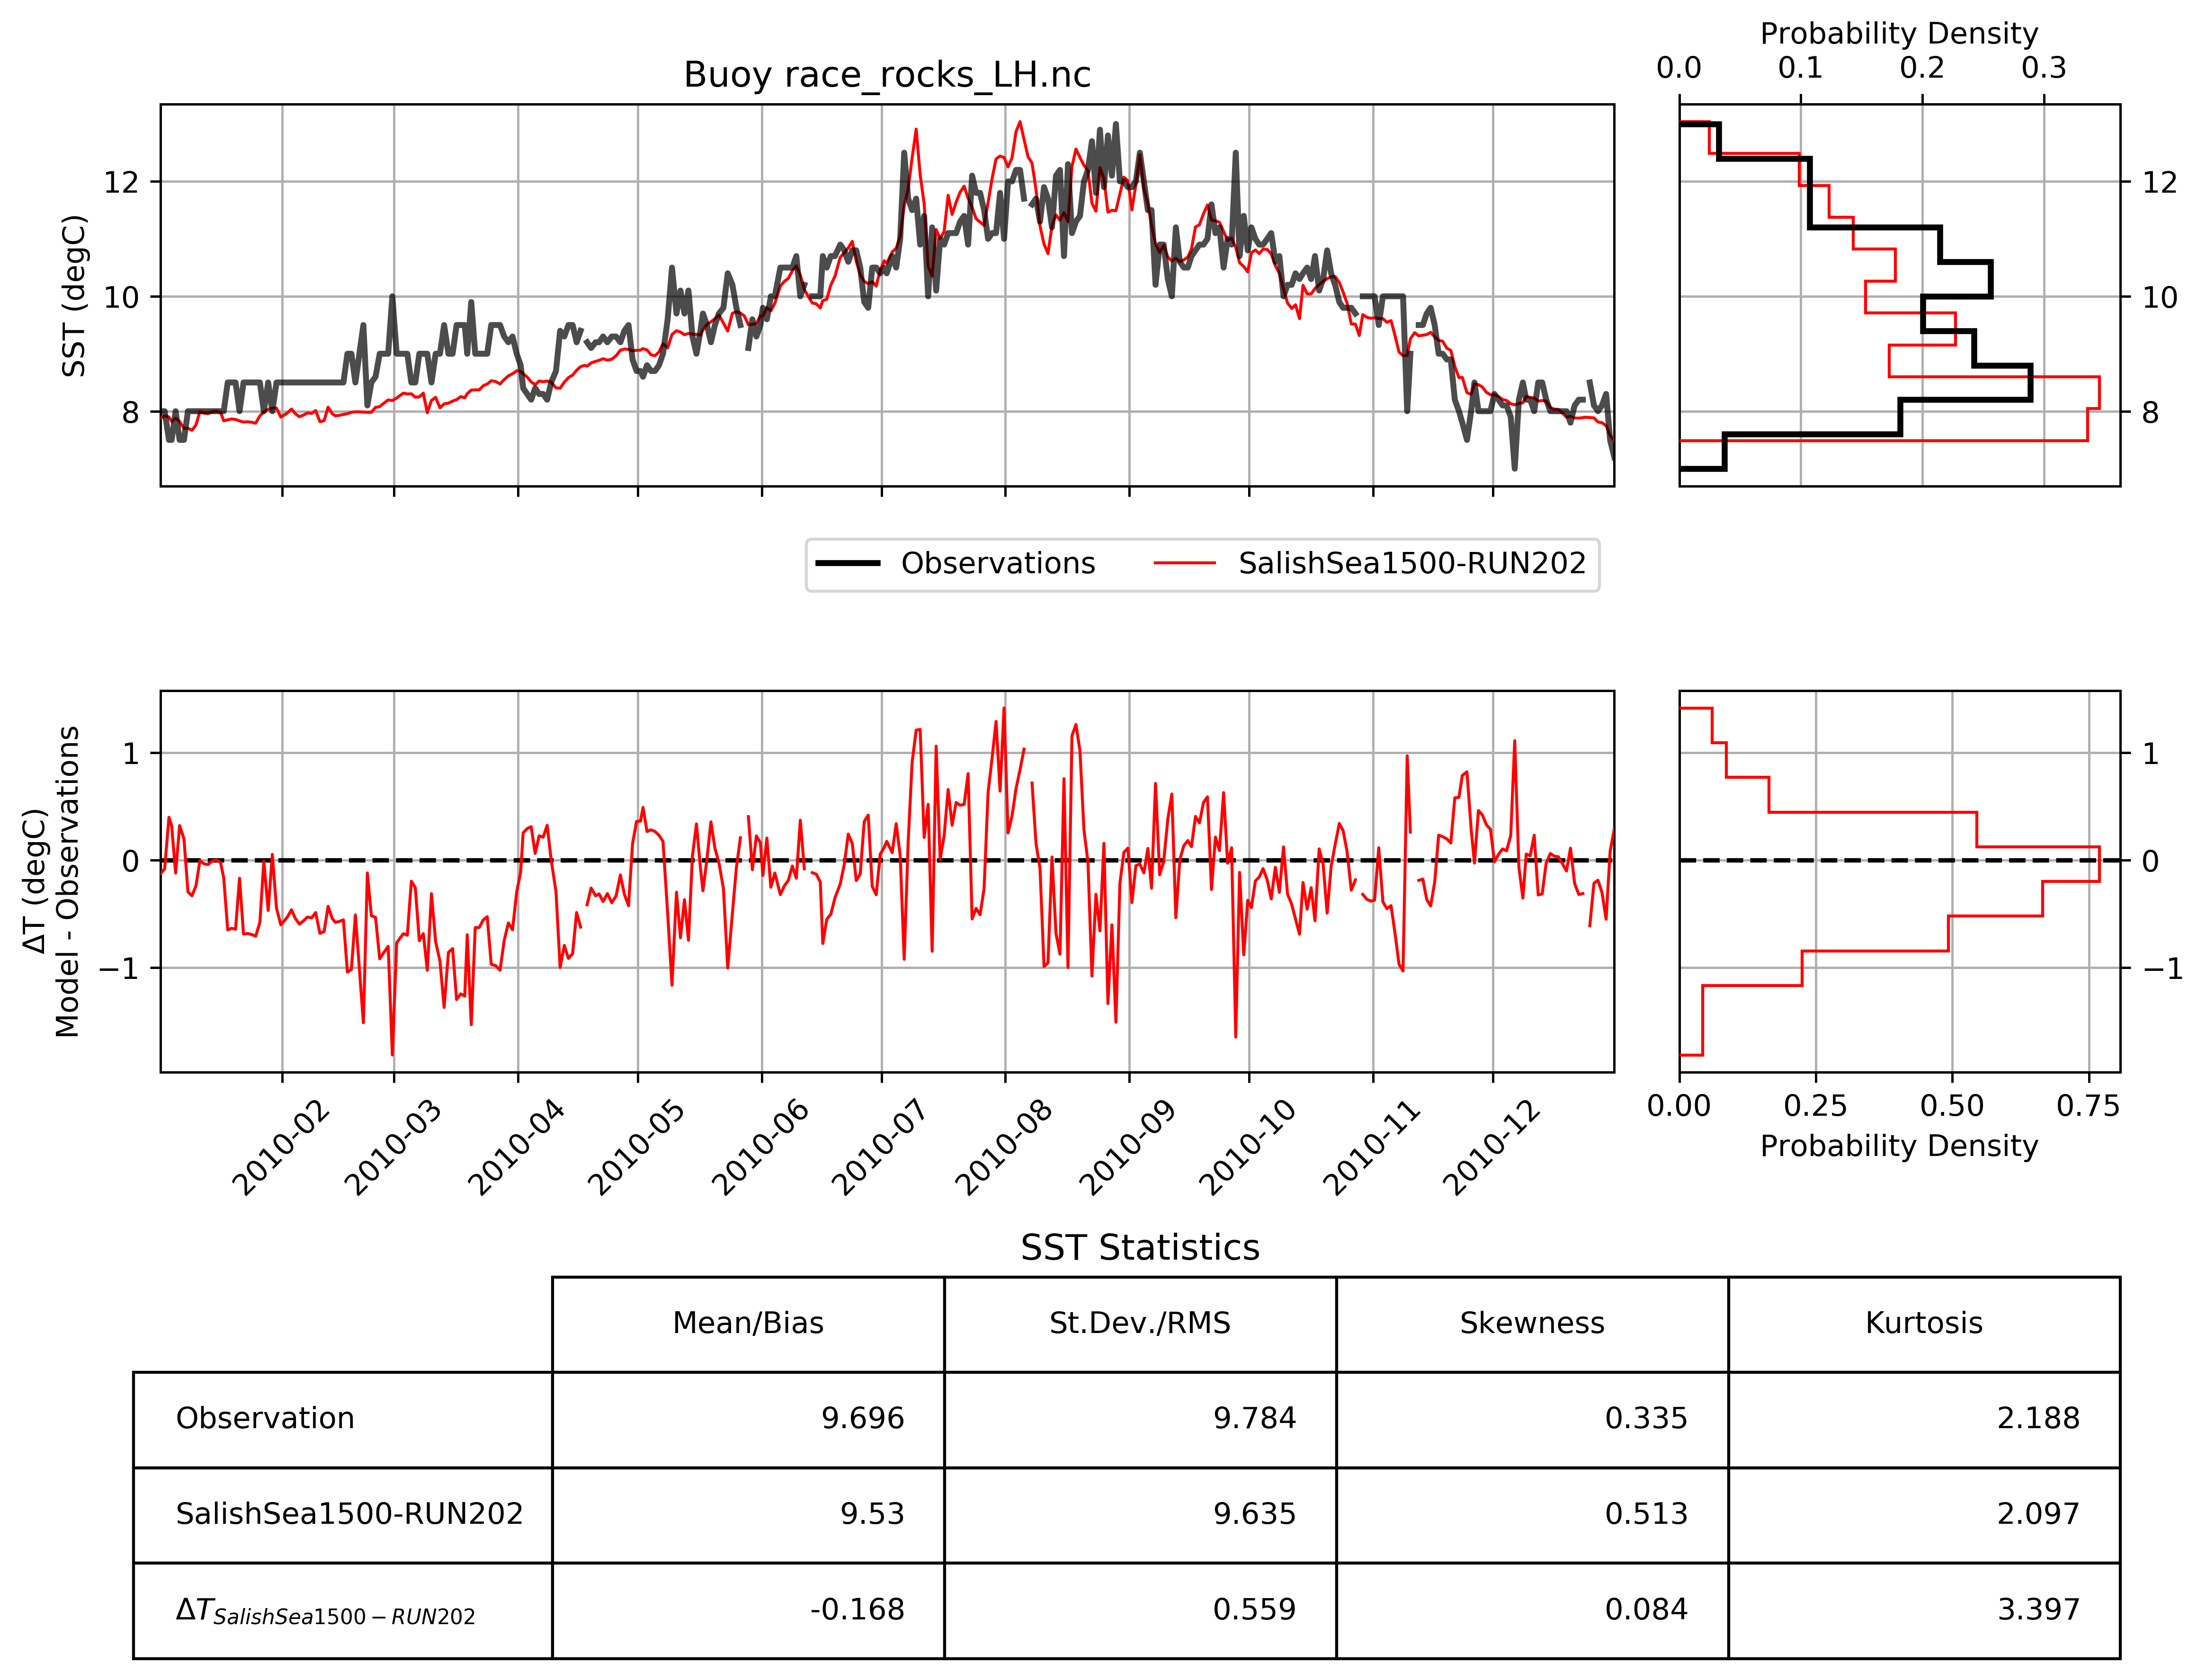 Probability Density
0.0 0.1 0.2 0.3
Buoy race_rocks_LH.nc
SST (degC)
12
10
8
12
10
8
Observations SalishSea1500-RUN202
ΔT (degC)
Model - Observations
1
0
−1
1
0
−1
2010-02 2010-03 2010-04 2010-05 2010-06 2010-07 2010-08 2010-09 2010-10 2010-11 2010-12
0.00 0.25 0.50 0.75
Probability Density
SST Statistics
Mean/Bias St.Dev./RMS Skewness Kurtosis
Observation 9.696 9.784 0.335 2.188
SalishSea1500-RUN202 9.53 9.635 0.513 2.097
ΔT SalishSea1500−RUN202 -0.168 0.559 0.084 3.397